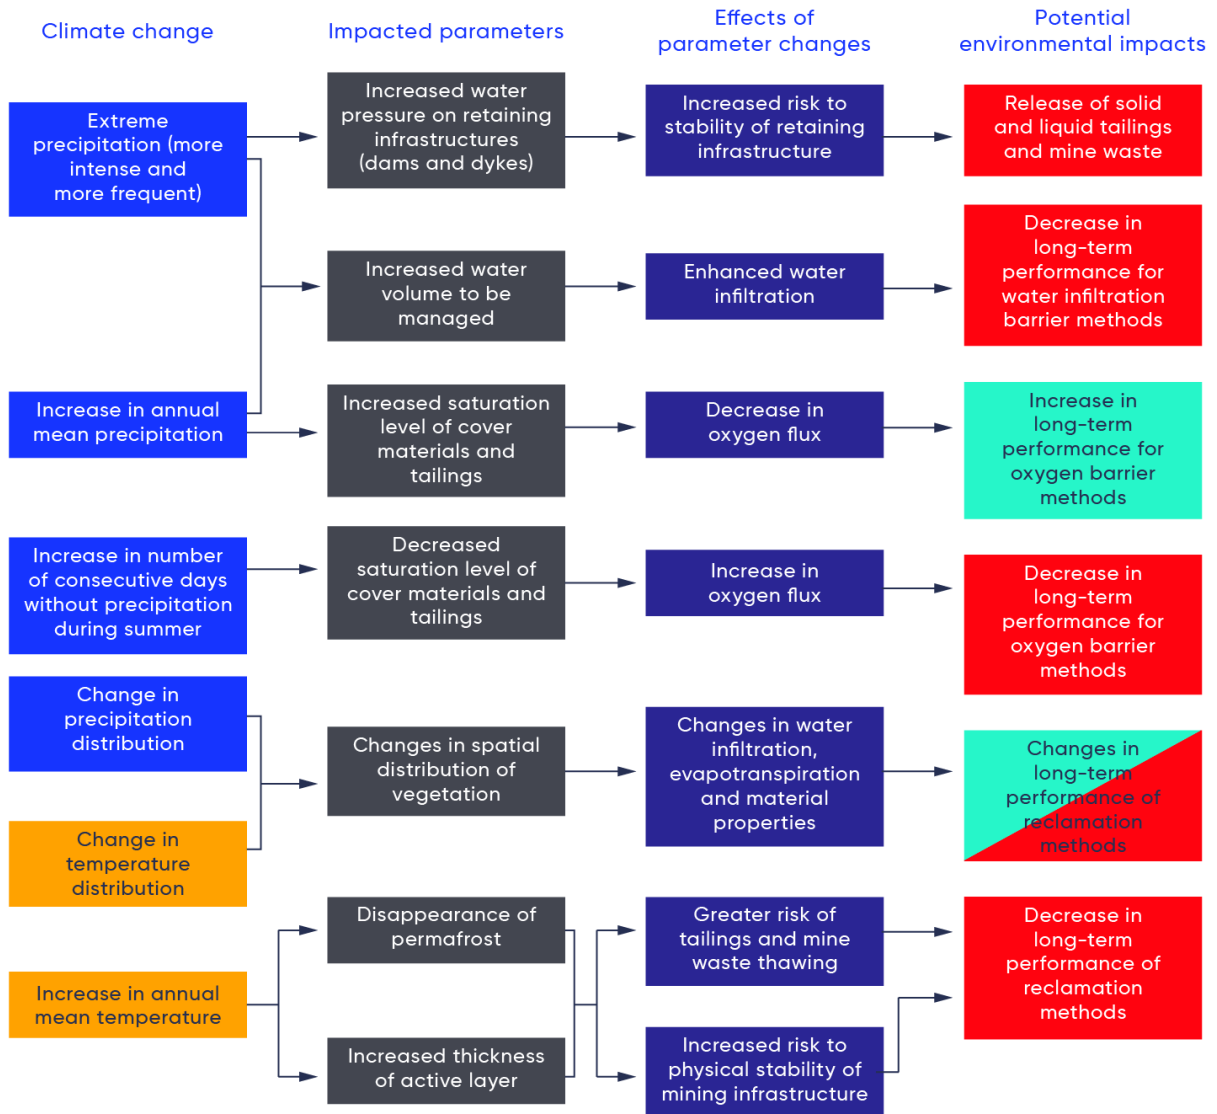 Climate change
Impacted parameters
Effects of
parameter changes
Potential
environmental impacts
Extreme
precipitation (more
intense and
more frequent)
Increased water
pressure on retaining
infrastructures
(dams and dykes)
Increased risk to
stability of retaining
infrastructure
Release of solid
and liquid tailings
and mine waste
Increased water
volume to be
managed
Enhanced water
infiltration
Decrease in
long-term
performance for
water infiltration
barrier methods
Increase in annual
mean precipitation
Increased saturation
level of cover
materials and
tailings
Decrease in
oxygen flux
Increase in
long-term
performance for
oxygen barrier
methods
Increase in number
of consecutive days
without precipitation
during summer
Decreased
saturation level of
cover materials and
tailings
Increase in
oxygen flux
Decrease in
long-term
performance for
oxygen barrier
methods
Change in
precipitation
distribution
Changes in spatial
distribution of
vegetation
Changes in water
infiltration,
evapotranspiration
and material
properties
Changes in
long-term
performance of
reclamation
methods
Change in
temperature
distribution
Disappearance of
permafrost
Greater risk of
tailings and mine
waste thawing
Decrease in
long-term
performance of
reclamation
methods
Increase in annual
mean temperature
Increased thickness
of active layer
Increased risk to
physical stability of
mining infrastructure